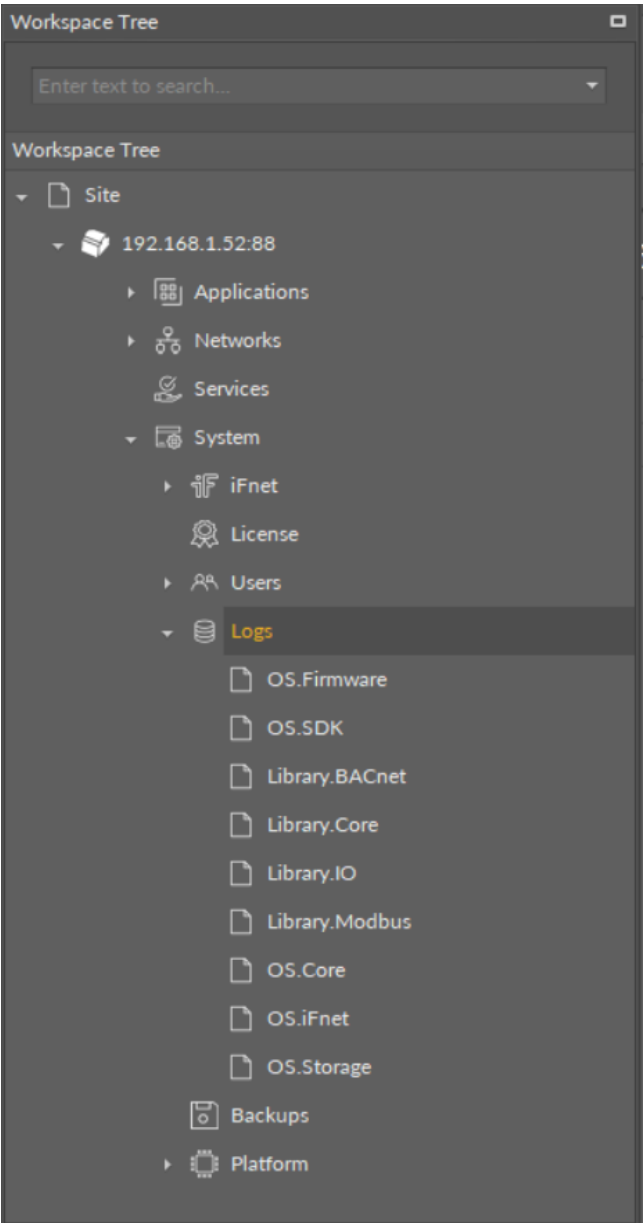 Workspace Tree
Enter text to search...
Workspace Tree
Site
192.168.1.52:88
Applications
Networks
Services
System
iFnet
License
Users
Logs
OS.Firmware
OS.SDK
Library.BACnet
Library.Core
Library.IO
Library.Modbus
OS.Core
OS.iFnet
OS.Storage
Backups
Platform